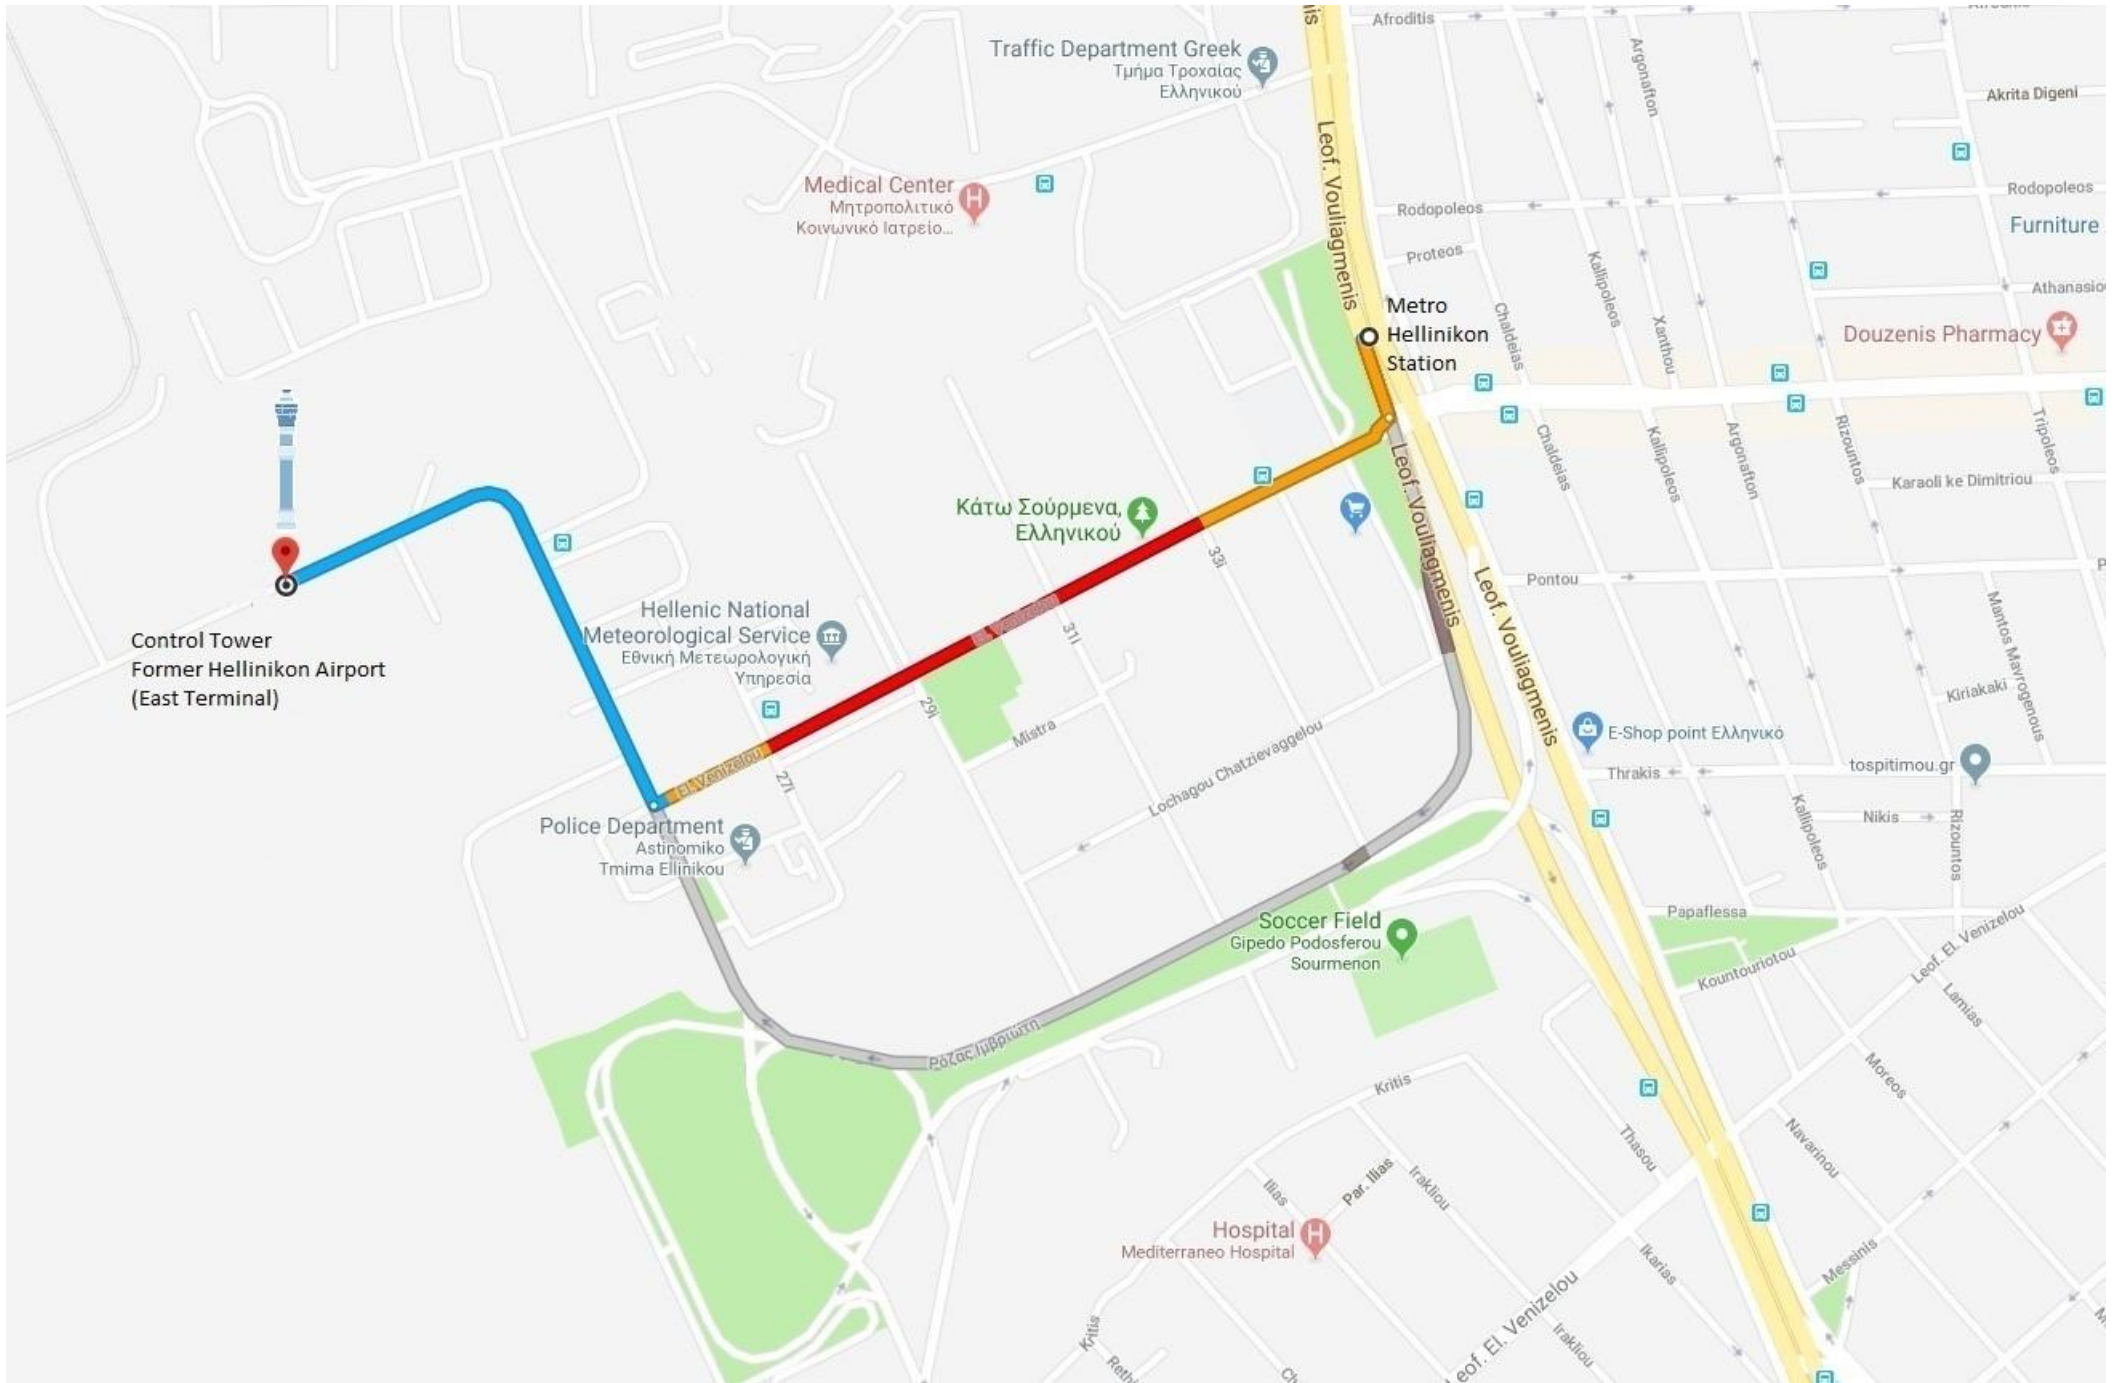 Afroditis
Traffic Department Greek
Τμήμα Τροχαίας
Ελληνικού
Argonafton
Akrita Digeni
Leof. Vouliagmenis
Medical Center
Μητροπολιτικό
Κοινωνικό Ιατρείο...
Rodopoleos
Rodopoleos
Furniture
Proteos
Kallipoleos
Athanasio
Metro
Hellinikon
Station
Chaldeias
Xanthou
Douzenis Pharmacy
Chaldeias
Kallipoleos
Argonafton
Rizountos
Tripoleos
Karaoli ke Dimitriou
Κάτω Σούρμενα,
Ελληνικού
Leof. Vouliagmenis
33i
Leof. Vouliagmenis
Pontou
Mantos Mavrogenous
Hellenic National
Meteorological Service
Εθνική Μετεωρολογική
Υπηρεσία
31i
Control Tower
Former Hellinikon Airport
(East Terminal)
29i
Mistra
Kiriakaki
E-Shop point Ελληνικό
El. Venizelou
27i
Lochagou Chatzievaggelou
Thrakis
tospitimou.gr
Police Department
Astinomiko
Tmima Ellinikou
Kallipoleos
Nikis
Rizountos
Soccer Field
Gipedo Podosferou
Sourmenon
Papaflessa
Kountouriotou
Leof. El. Venizelou
Lamias
Ρόζας Ιμβριώτη
Kritis
Moreos
Thasou
Navarinou
Ilias
Par. Ilias
Irakliou
Hospital
Mediterraneo Hospital
Ikarias
Messinis
Kritis
Leof. El. Venizelou
Irakliou